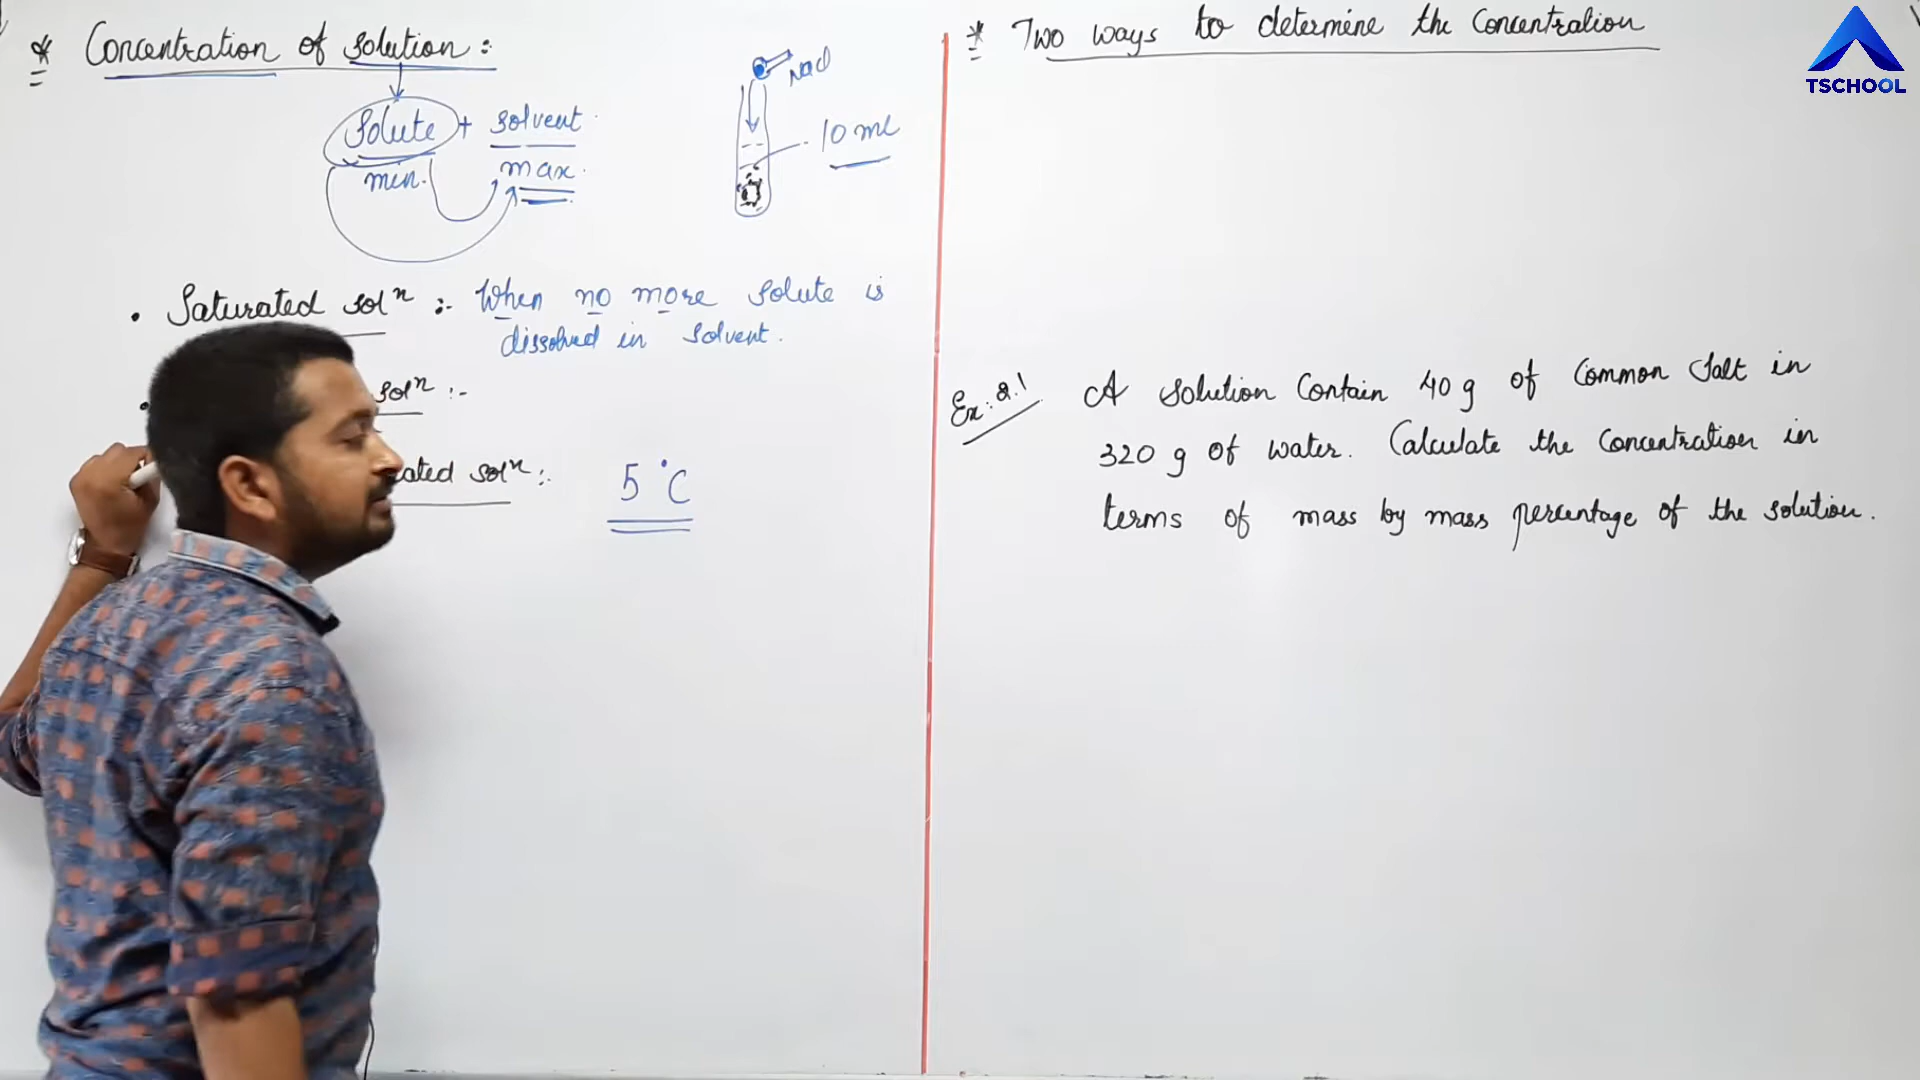 * Concentration of solution :
Solute + solvent
min. max.
NaCl
10 ml
• Saturated solⁿ :- When no more solute is
dissolved in solvent.
solⁿ :-
solⁿ :
5 °C
* Two ways to determine the Concentration
TSCHOOL
Ex: 2.1 A solution Contain 40 g of Common Salt in
320 g of water. Calculate the Concentration in
terms of mass by mass percentage of the solution.